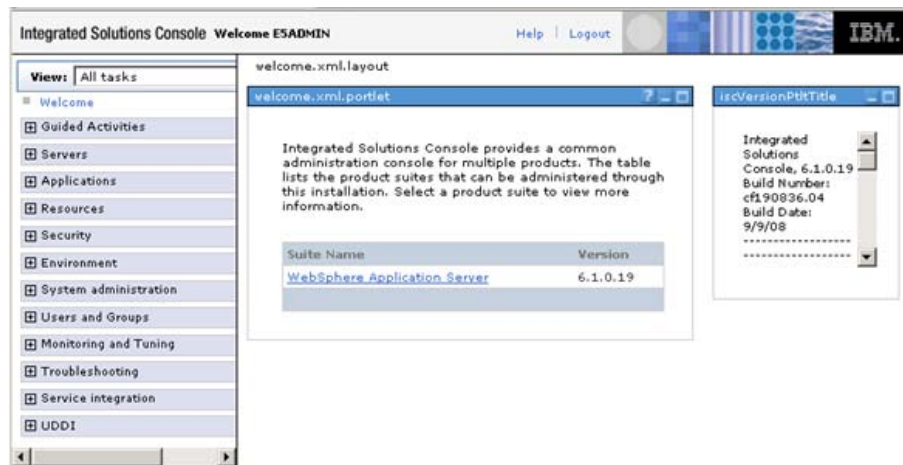 Integrated Solutions Console Welcome E5ADMIN
Help | Logout
IBM.
View: All tasks
Welcome
Guided Activities
Servers
Applications
Resources
Security
Environment
System administration
Users and Groups
Monitoring and Tuning
Troubleshooting
Service integration
UDDI
welcome.xml.layout
welcome.xml.portlet
?
Integrated Solutions Console provides a common
administration console for multiple products. The table
lists the product suites that can be administered through
this installation. Select a product suite to view more
information.
Suite Name Version
WebSphere Application Server 6.1.0.19
iscVersionPtltTitle
Integrated
Solutions
Console, 6.1.0.19
Build Number:
cf190836.04
Build Date:
9/9/08
------------------
------------------